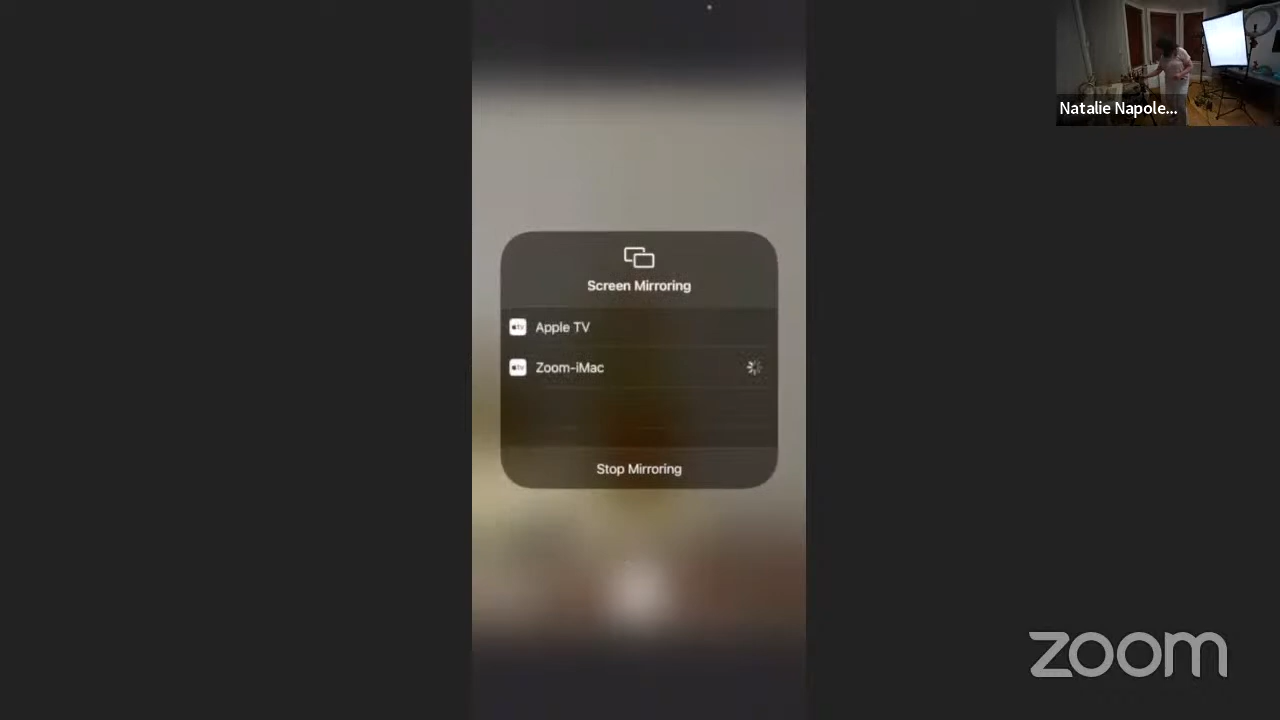 Natalie Napole...
Screen Mirroring
Apple TV
Zoom-iMac
Stop Mirroring
zoom